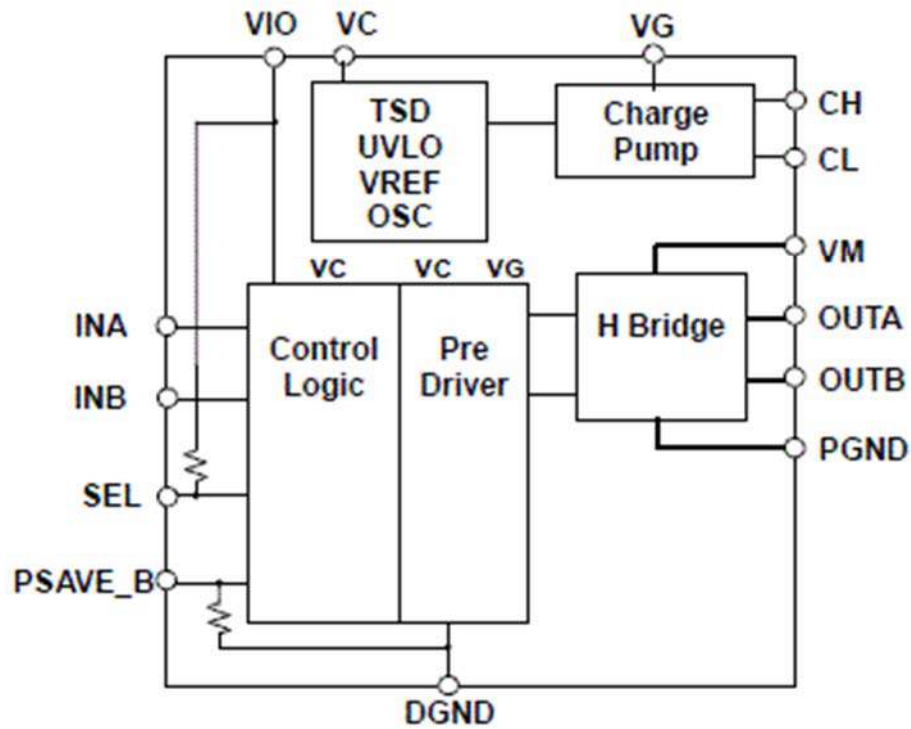 VIO
VC
VG
TSD
UVLO
VREF
OSC
Charge
Pump
CH
CL
VM
VC
VC
VG
INA
Control
Logic
Pre
Driver
H Bridge
OUTA
INB
OUTB
PGND
SEL
PSAVE_B
DGND